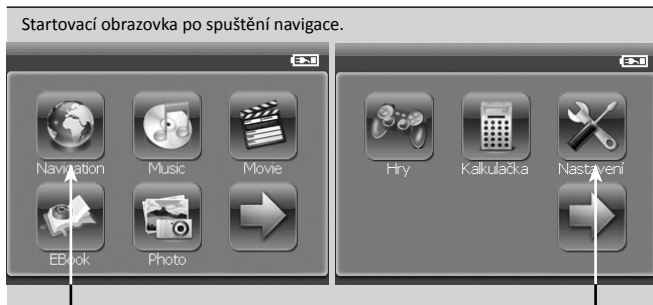 Startovací obrazovka po spuštění navigace.
Navigation Music Movie
EBook Photo
Hry Kalkulačka Nastavení